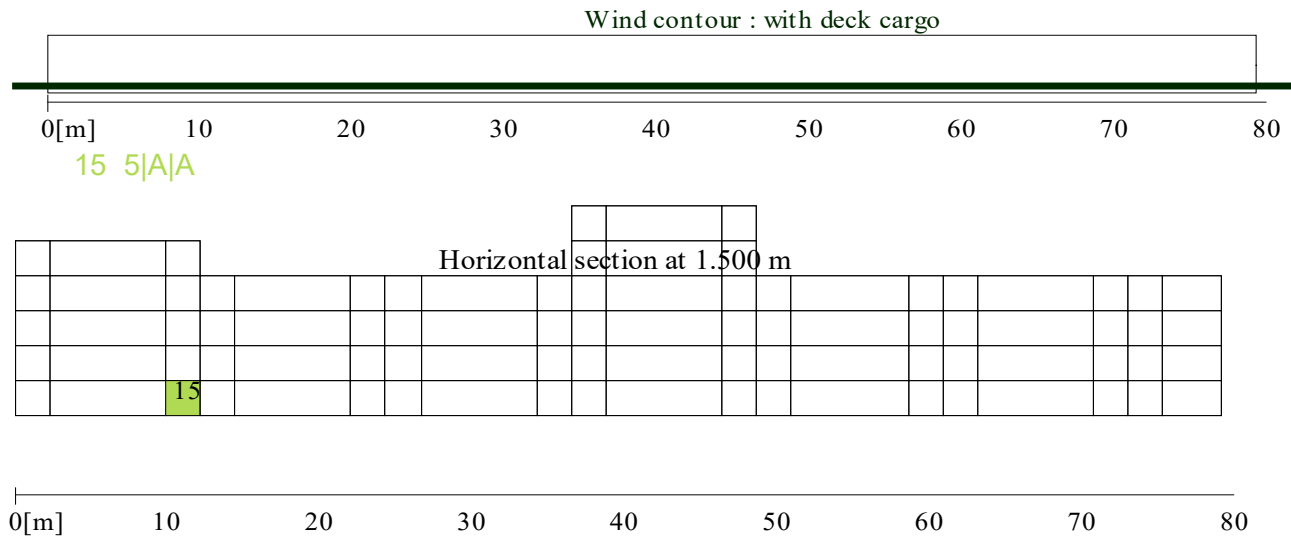 Wind contour : with deck cargo
0[m] 10 20 30 40 50 60 70 80
15 5|A|A
Horizontal section at 1.500 m
15
0[m] 10 20 30 40 50 60 70 80